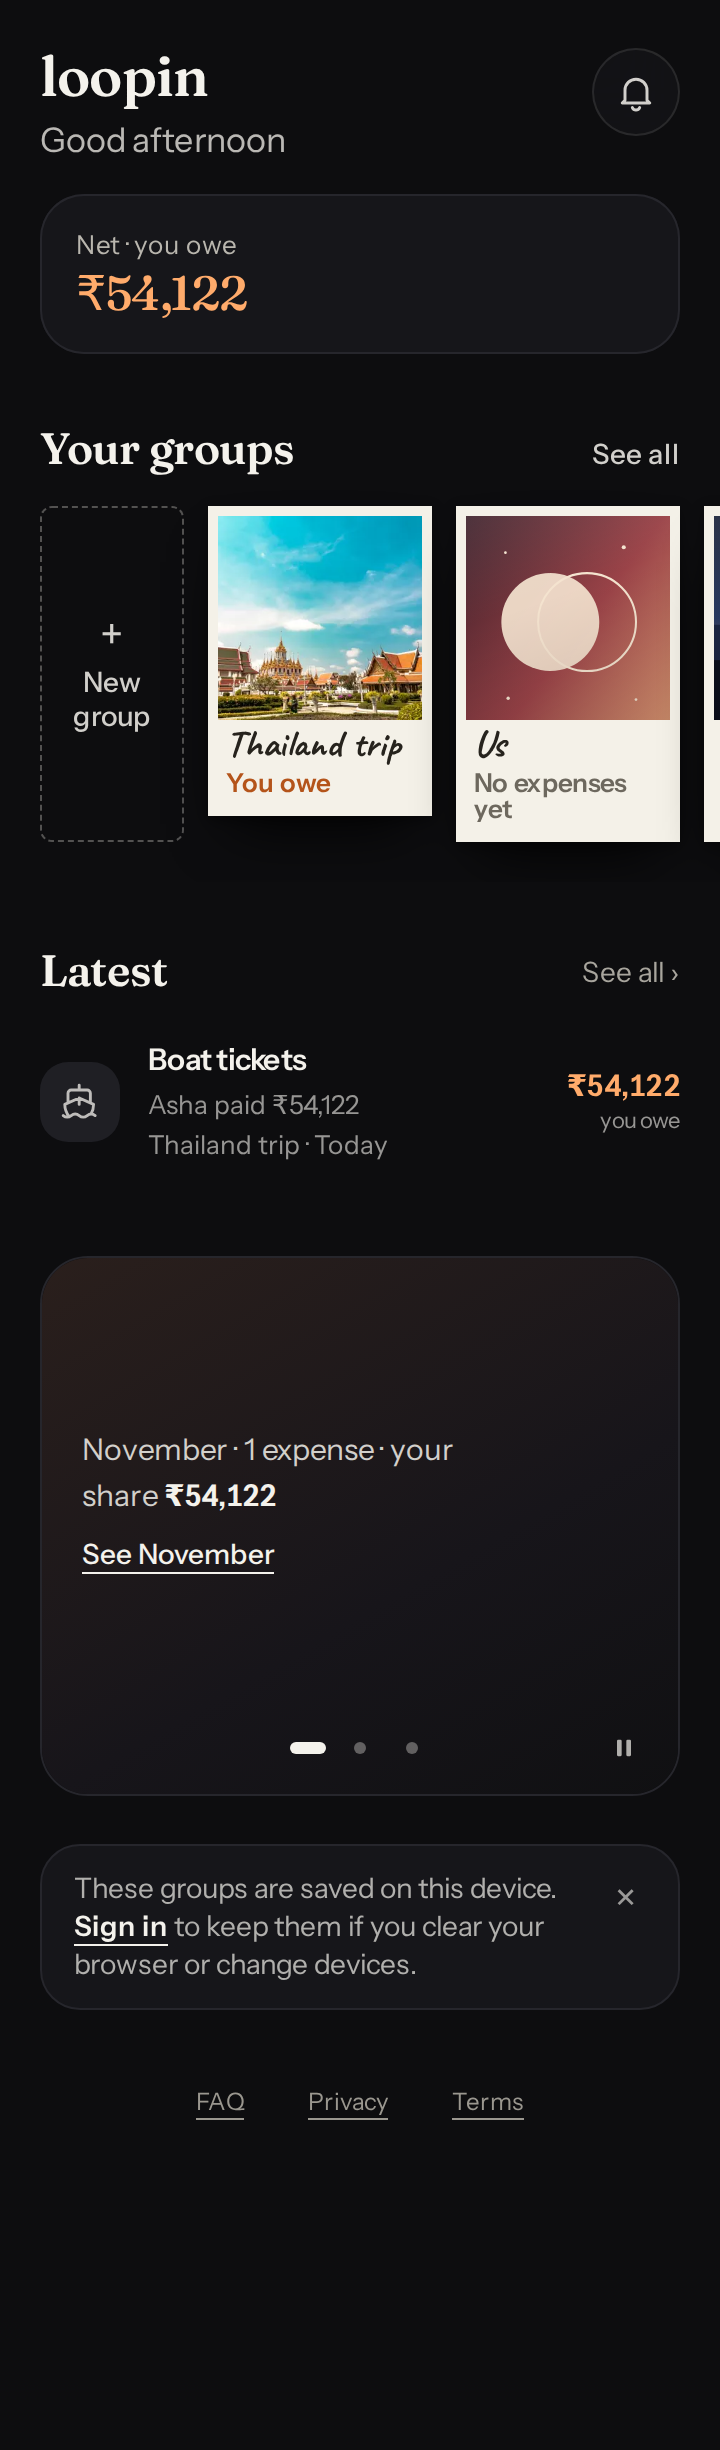 loopin
Good afternoon
Net · you owe
₹54,122
Your groups
See all
+
New
group
Thailand trip
You owe
Us
No expenses
yet
Latest
See all ›
Boat tickets
Asha paid ₹54,122
Thailand trip · Today
₹54,122
you owe
November · 1 expense · your
share ₹54,122
See November
These groups are saved on this device.
Sign in to keep them if you clear your
browser or change devices.
FAQ
Privacy
Terms